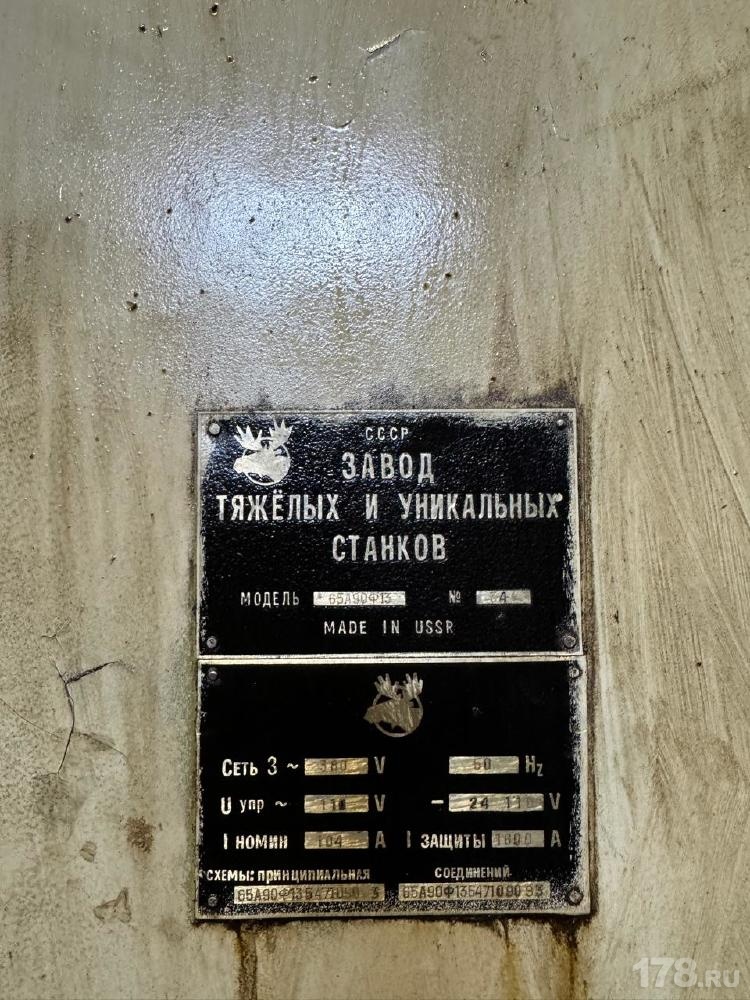 СССР
ЗАВОД
ТЯЖЁЛЫХ И УНИКАЛЬНЫХ
СТАНКОВ
МОДЕЛЬ 65А90Ф13 №
MADE IN USSR
СЕТЬ 3 ~ 380 V 50 Hz
U УПР ~ 110 V – 24 110 V
I НОМИН 104 A I ЗАЩИТЫ 1600 A
СХЕМЫ: ПРИНЦИПИАЛЬНАЯ СОЕДИНЕНИЙ
178.RU